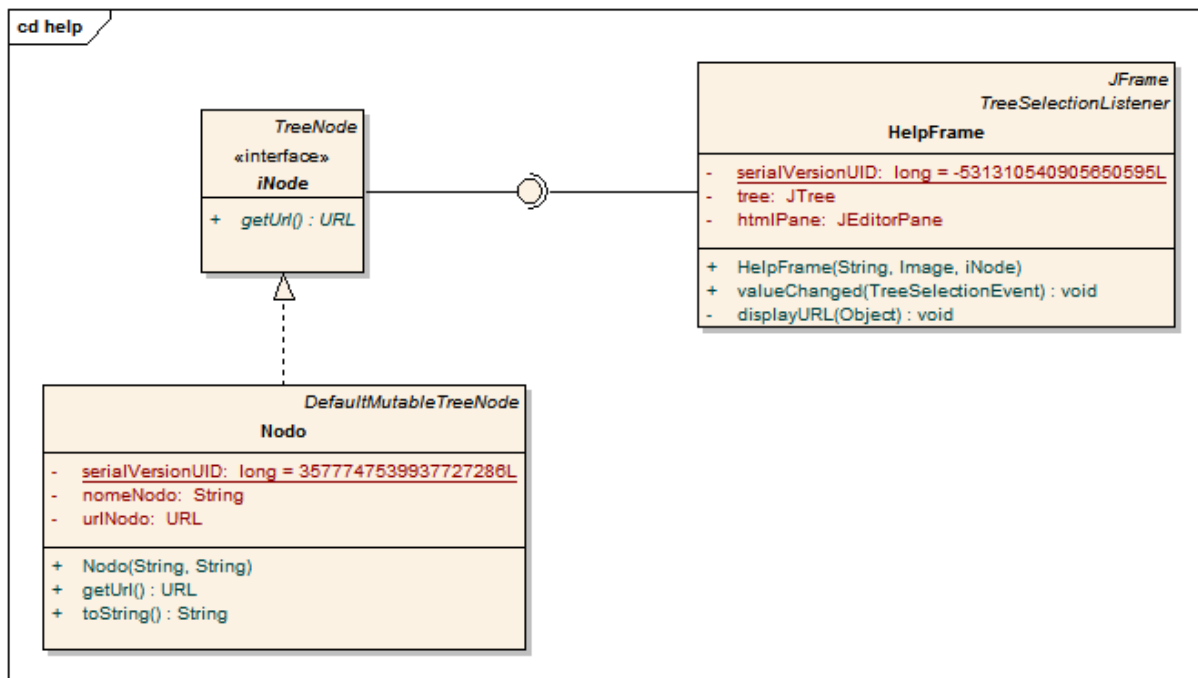 cd help
TreeNode
«interface»
iNode
+ getUrl() : URL
JFrame
TreeSelectionListener
HelpFrame
- serialVersionUID: long = -531310540905650595L
- tree: JTree
- htmlPane: JEditorPane
+ HelpFrame(String, Image, iNode)
+ valueChanged(TreeSelectionEvent) : void
- displayURL(Object) : void
DefaultMutableTreeNode
Nodo
- serialVersionUID: long = 3577747539937727286L
- nomeNodo: String
- urlNodo: URL
+ Nodo(String, String)
+ getUrl() : URL
+ toString() : String